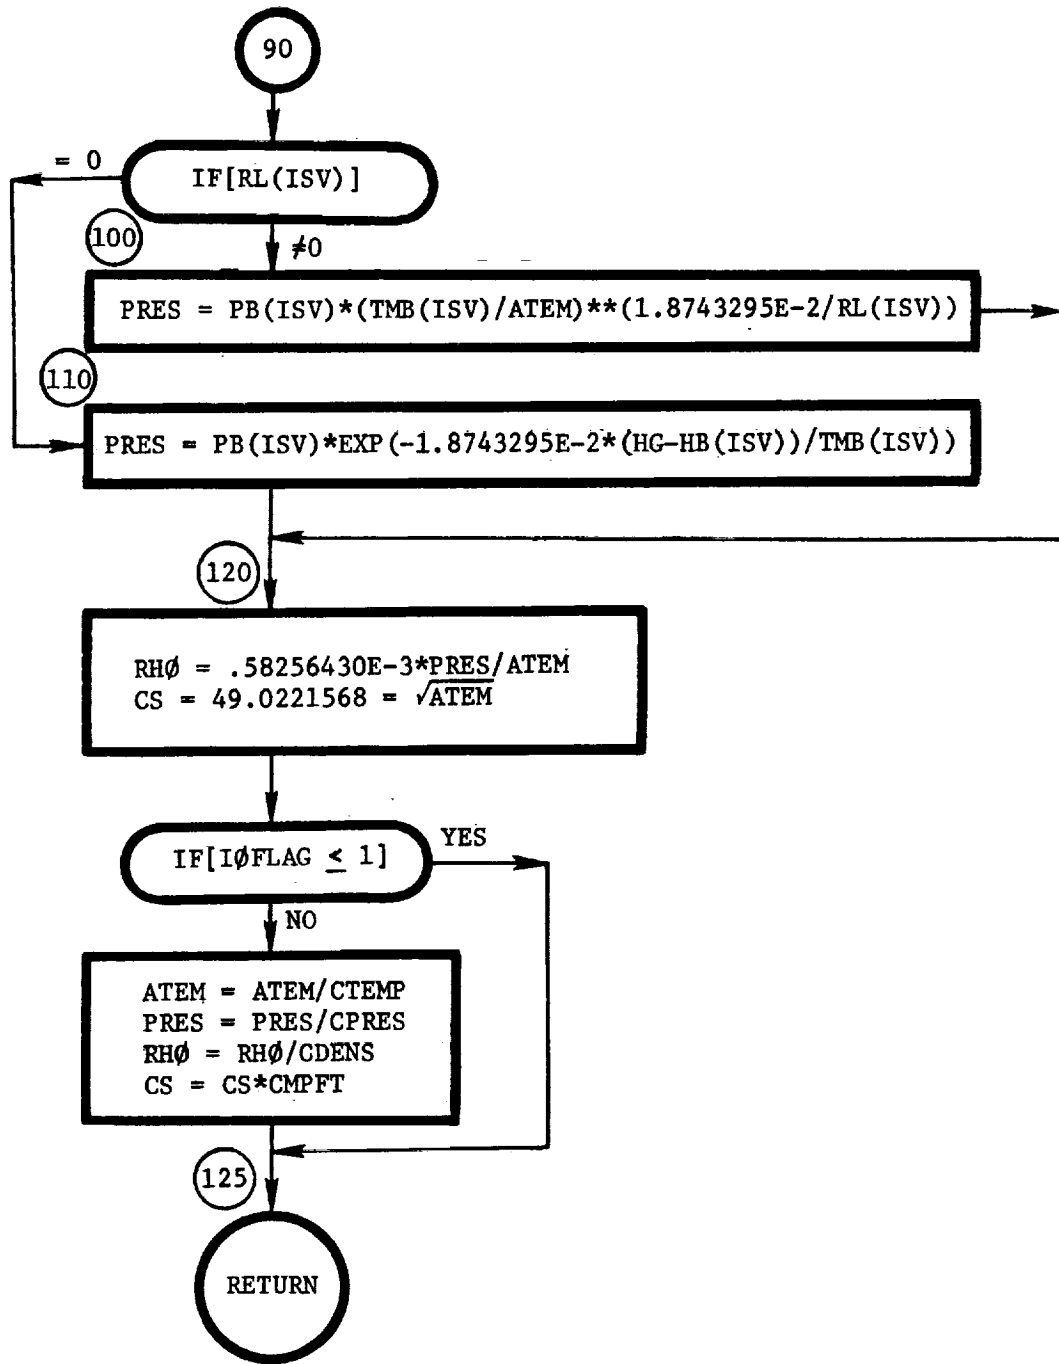 90
= 0
IF[RL(ISV)]
100
≠0
PRES = PB(ISV)*(TMB(ISV)/ATEM)**(1.8743295E-2/RL(ISV))
110
PRES = PB(ISV)*EXP(-1.8743295E-2*(HG-HB(ISV))/TMB(ISV))
120
RHØ = .58256430E-3*PRES/ATEM
CS = 49.0221568 = √ATEM
IF[IØFLAG ≤ 1]
YES
NO
ATEM = ATEM/CTEMP
PRES = PRES/CPRES
RHØ = RHØ/CDENS
CS = CS*CMPFT
125
RETURN